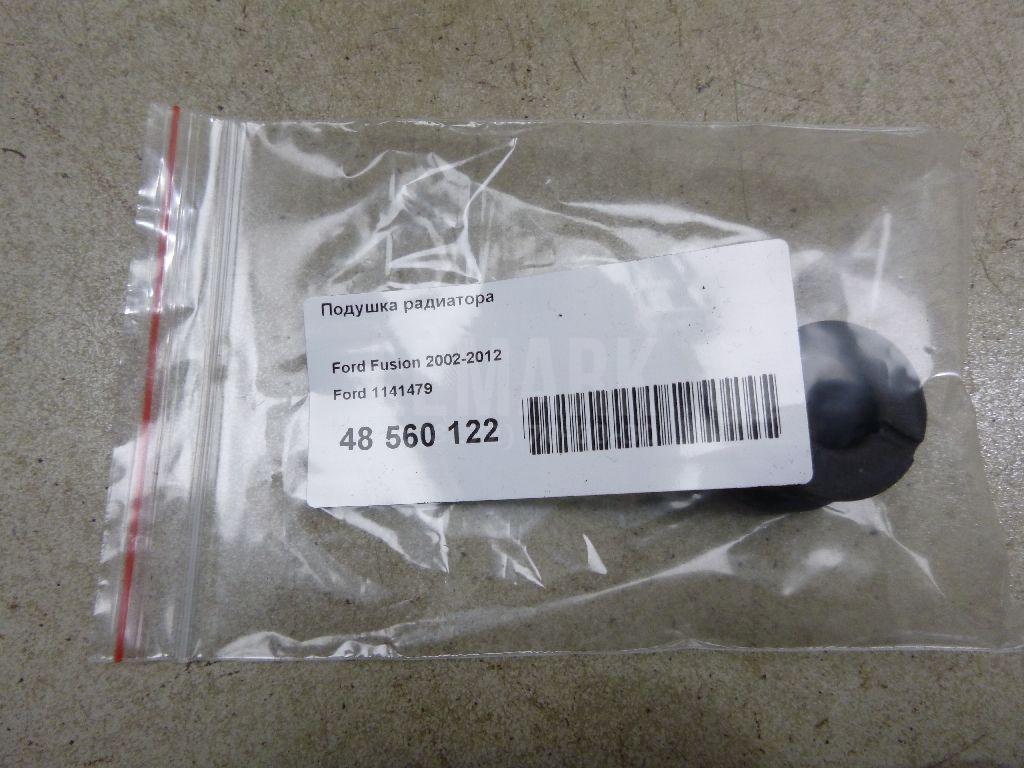 Подушка радиатора
Ford Fusion 2002-2012
Ford 1141479
48 560 122